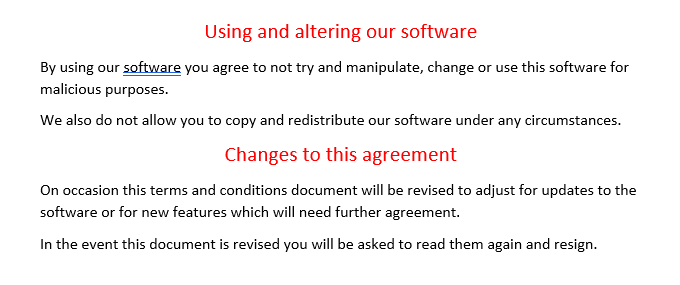 Using and altering our software
By using our software you agree to not try and manipulate, change or use this software for
malicious purposes.
We also do not allow you to copy and redistribute our software under any circumstances.
Changes to this agreement
On occasion this terms and conditions document will be revised to adjust for updates to the
software or for new features which will need further agreement.
In the event this document is revised you will be asked to read them again and resign.